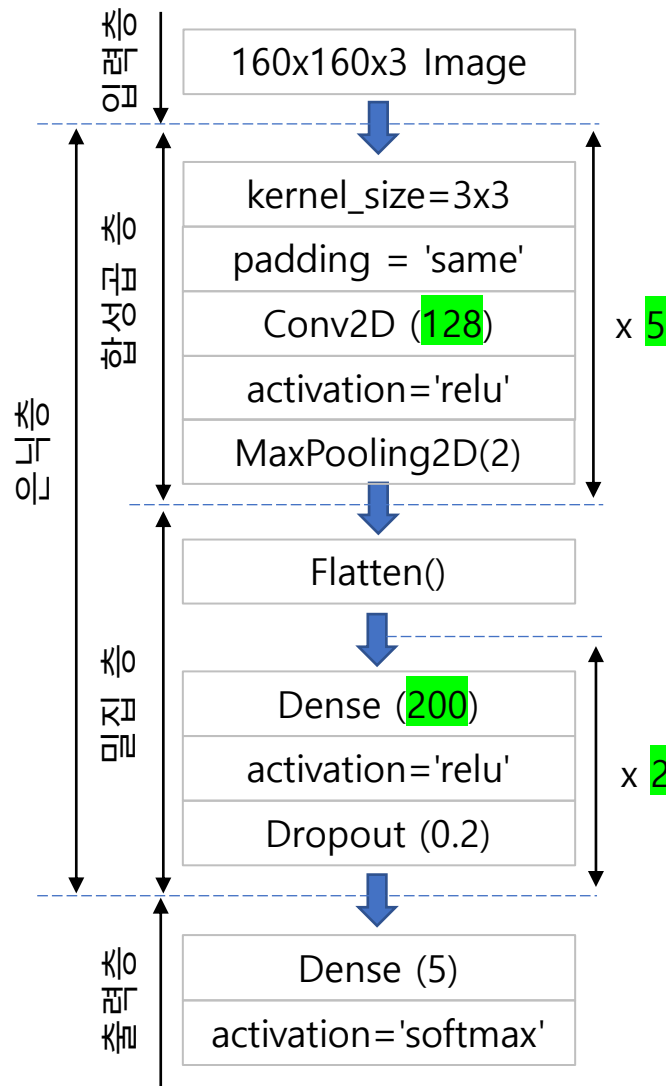 입력층
160x160x3 Image
은닉층
합성곱 층
kernel_size=3x3
padding = 'same'
Conv2D (128)
activation='relu'
MaxPooling2D(2)
x 5
밀집 층
Flatten()
Dense (200)
activation='relu'
Dropout (0.2)
x 2
출력층
Dense (5)
activation='softmax'